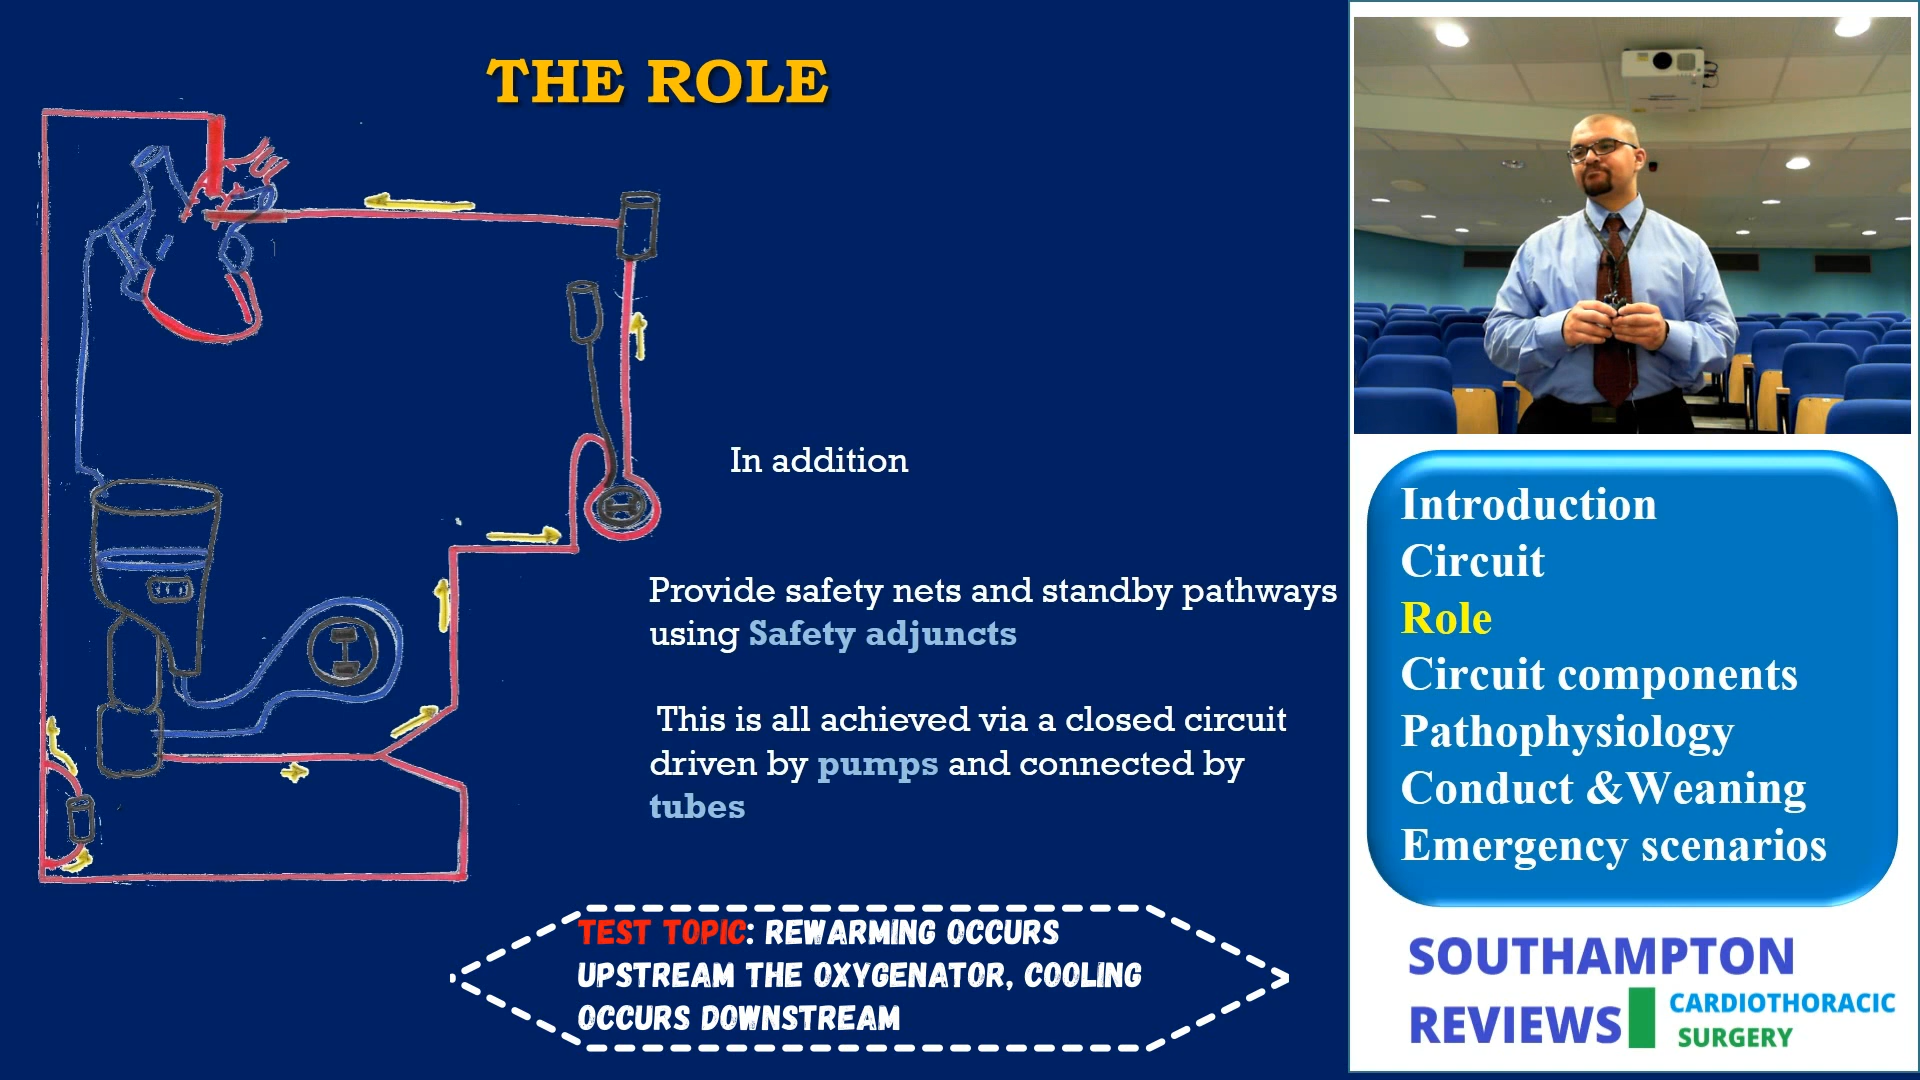 THE ROLE
In addition
Provide safety nets and standby pathways
using Safety adjuncts
This is all achieved via a closed circuit
driven by pumps and connected by
tubes
TEST TOPIC: REWARMING OCCURS
UPSTREAM THE OXYGENATOR, COOLING
OCCURS DOWNSTREAM
Introduction
Circuit
Role
Circuit components
Pathophysiology
Conduct &Weaning
Emergency scenarios
SOUTHAMPTON
REVIEWS
CARDIOTHORACIC
SURGERY